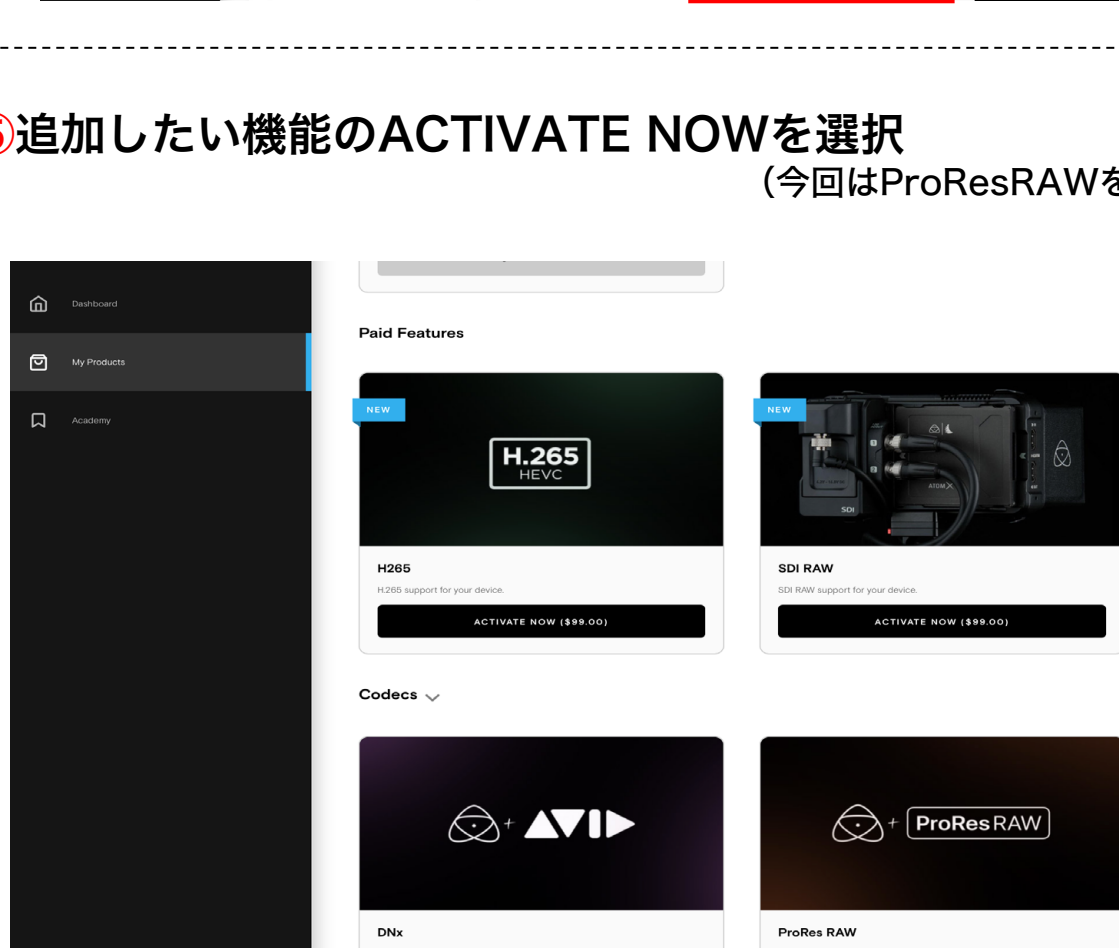 追加したい機能のACTIVATE NOWを選択
(今回はProResRAWを
Dashboard
My Products
Academy
Paid Features
NEW
H.265
HEVC
H265
H.265 support for your device.
ACTIVATE NOW ($99.00)
NEW
ATOM X
SDI
SDI RAW
SDI RAW support for your device.
ACTIVATE NOW ($99.00)
Codecs
+ AVID
DNx
+ ProRes RAW
ProRes RAW